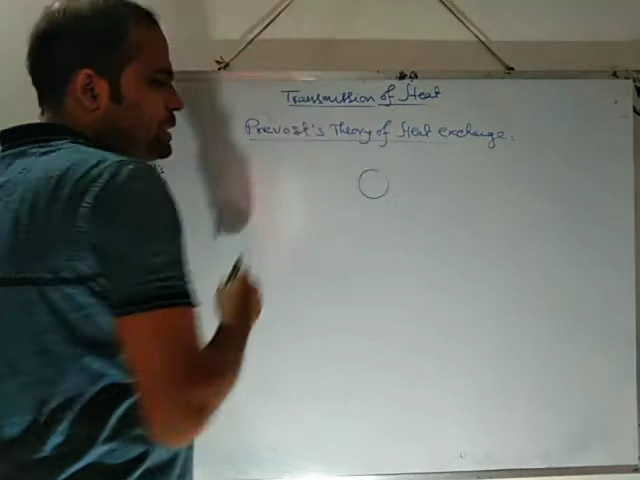 Transmission of Heat
Prevost's Theory of Heat exchange.